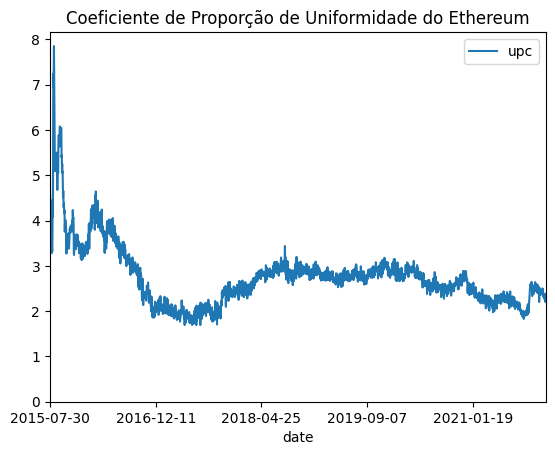 Coeficiente de Proporção de Uniformidade do Ethereum
upc
8
7
6
5
4
3
2
1
0
2015-07-30 2016-12-11 2018-04-25 2019-09-07 2021-01-19
date